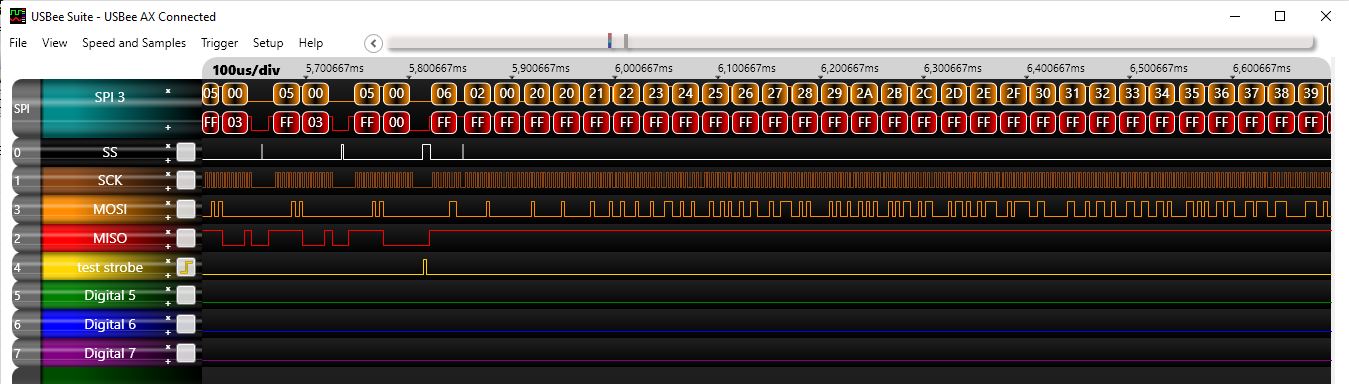 USBee Suite - USBee AX Connected
File View Speed and Samples Trigger Setup Help
100us/div 5,700667ms 5,800667ms 5,900667ms 6,000667ms 6,100667ms 6,200667ms 6,300667ms 6,400667ms 6,500667ms 6,600667ms
SPI SPI 3 05 00 05 00 05 00 06 02 00 20 20 21 22 23 24 25 26 27 28 29 2A 2B 2C 2D 2E 2F 30 31 32 33 34 35 36 37 38 39
FF 03 FF 03 FF 00 FF FF FF FF FF FF FF FF FF FF FF FF FF FF FF FF FF FF FF FF FF FF FF FF FF FF FF FF FF FF
0 SS
1 SCK
3 MOSI
2 MISO
4 test strobe
5 Digital 5
6 Digital 6
7 Digital 7